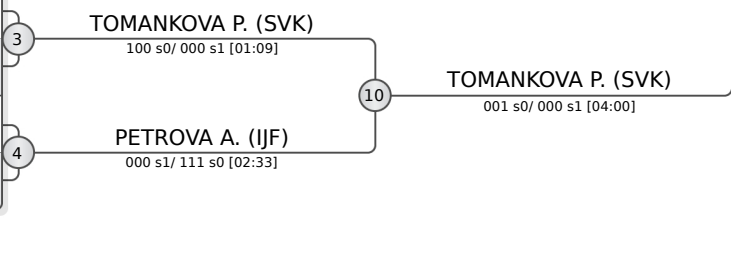 TOMANKOVA P. (SVK)
3
100 s0/ 000 s1 [01:09]
TOMANKOVA P. (SVK)
10
001 s0/ 000 s1 [04:00]
PETROVA A. (IJF)
4
000 s1/ 111 s0 [02:33]